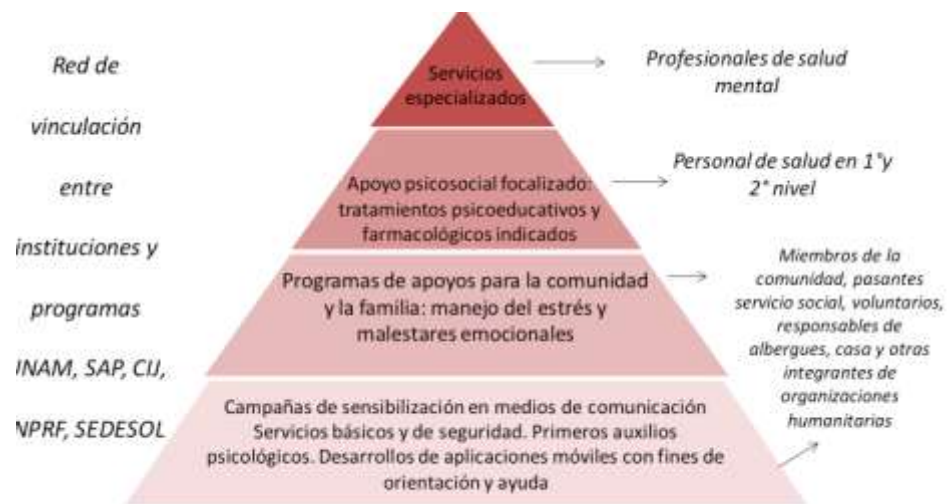 Red de
vinculación
entre
instituciones y
programas
UNAM, SAP, CIJ,
NPRF, SEDESOL
Servicios
especializados
Profesionales de salud
mental
Apoyo psicosocial focalizado:
tratamientos psicoeducativos y
farmacológicos indicados
Personal de salud en 1°y
2° nivel
Programas de apoyos para la comunidad
y la familia: manejo del estrés y
malestares emocionales
Miembros de la
comunidad, pasantes
servicio social, voluntarios,
responsables de
albergues, casa y otras
integrantes de
organizaciones
humanitarias
Campañas de sensibilización en medios de comunicación
Servicios básicos y de seguridad. Primeros auxilios
psicológicos. Desarrollos de aplicaciones móviles con fines de
orientación y ayuda